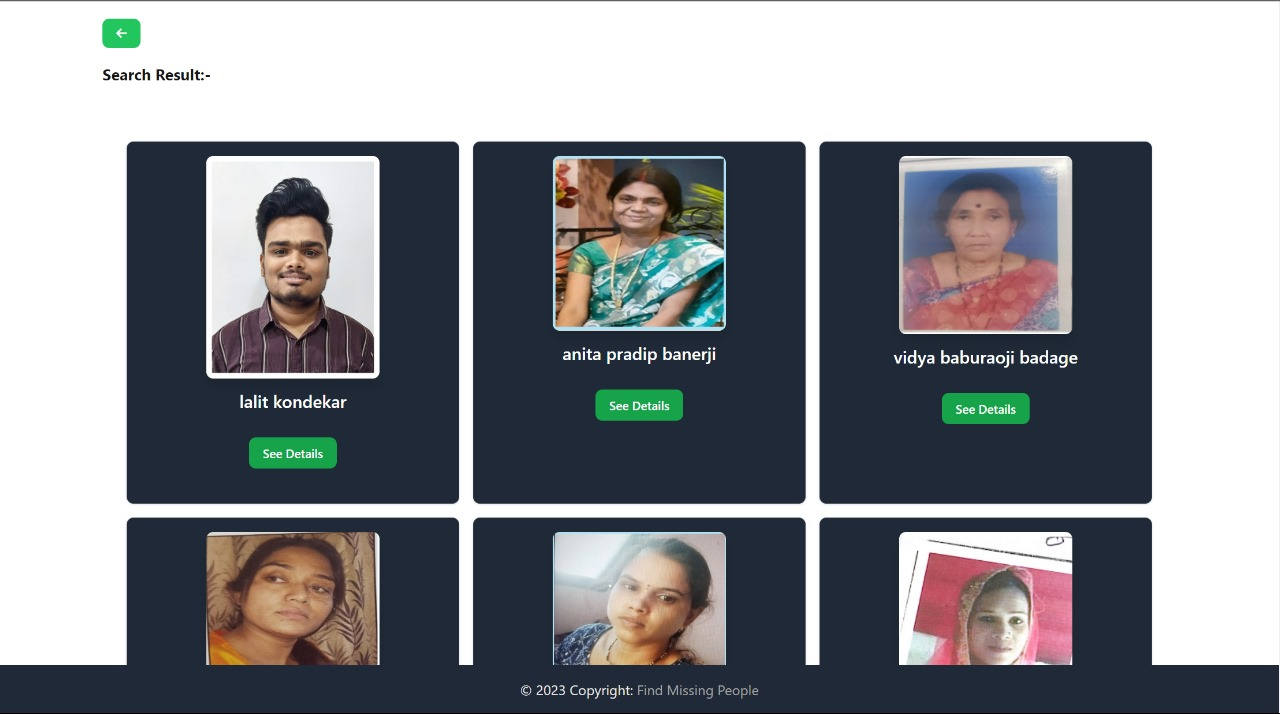 Search Result:-
lalit kondekar
See Details
anita pradip banerji
See Details
vidya baburaoji badage
See Details
© 2023 Copyright: Find Missing People